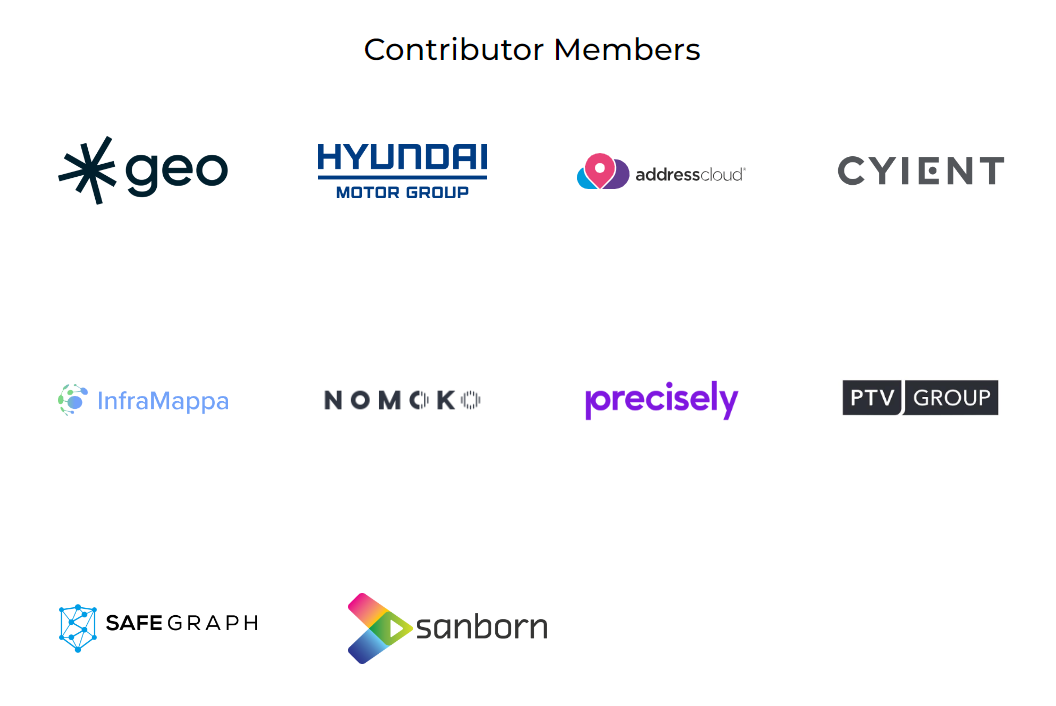 Contributor Members
geo
HYUNDAI
MOTOR GROUP
addresscloud®
CYIENT
InfraMappa
NOMOKO
precisely
PTV GROUP
SAFEGRAPH
sanborn